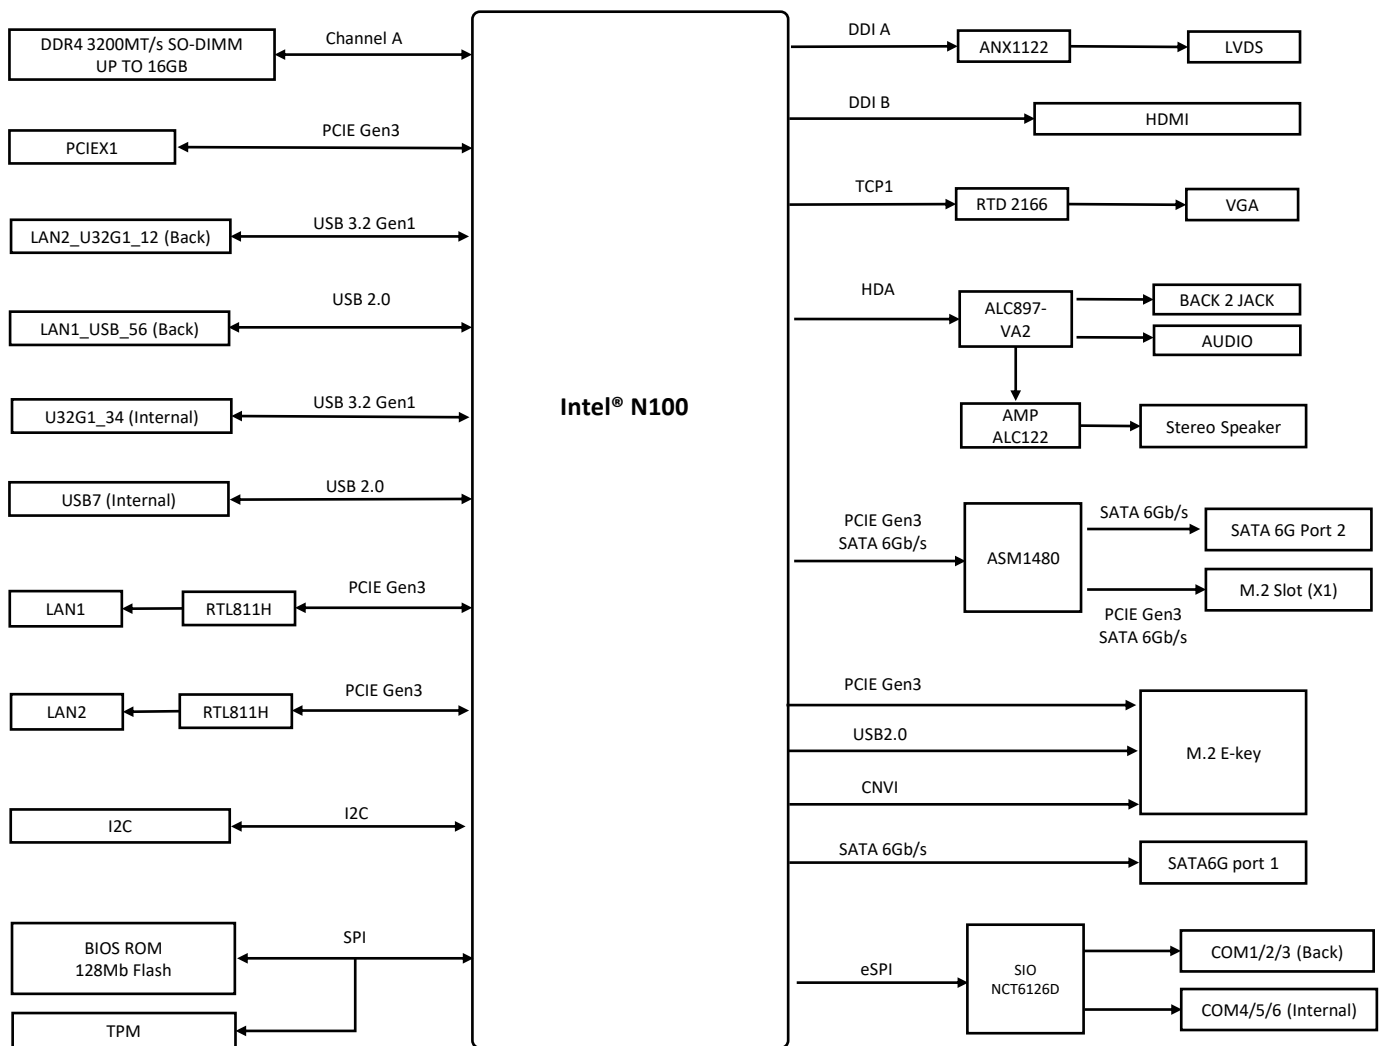 DDR4 3200MT/s SO-DIMM
UP TO 16GB
Channel A
PCIEX1
PCIE Gen3
LAN2_U32G1_12 (Back)
USB 3.2 Gen1
LAN1_USB_56 (Back)
USB 2.0
U32G1_34 (Internal)
USB 3.2 Gen1
USB7 (Internal)
USB 2.0
LAN1
RTL811H
PCIE Gen3
LAN2
RTL811H
PCIE Gen3
I2C
I2C
BIOS ROM
128Mb Flash
SPI
TPM
Intel® N100
DDI A
ANX1122
LVDS
DDI B
HDMI
TCP1
RTD 2166
VGA
HDA
ALC897-
VA2
BACK 2 JACK
AUDIO
AMP
ALC122
Stereo Speaker
PCIE Gen3
SATA 6Gb/s
ASM1480
SATA 6Gb/s
SATA 6G Port 2
M.2 Slot (X1)
PCIE Gen3
SATA 6Gb/s
PCIE Gen3
USB2.0
CNVI
M.2 E-key
SATA 6Gb/s
SATA6G port 1
eSPI
SIO
NCT6126D
COM1/2/3 (Back)
COM4/5/6 (Internal)